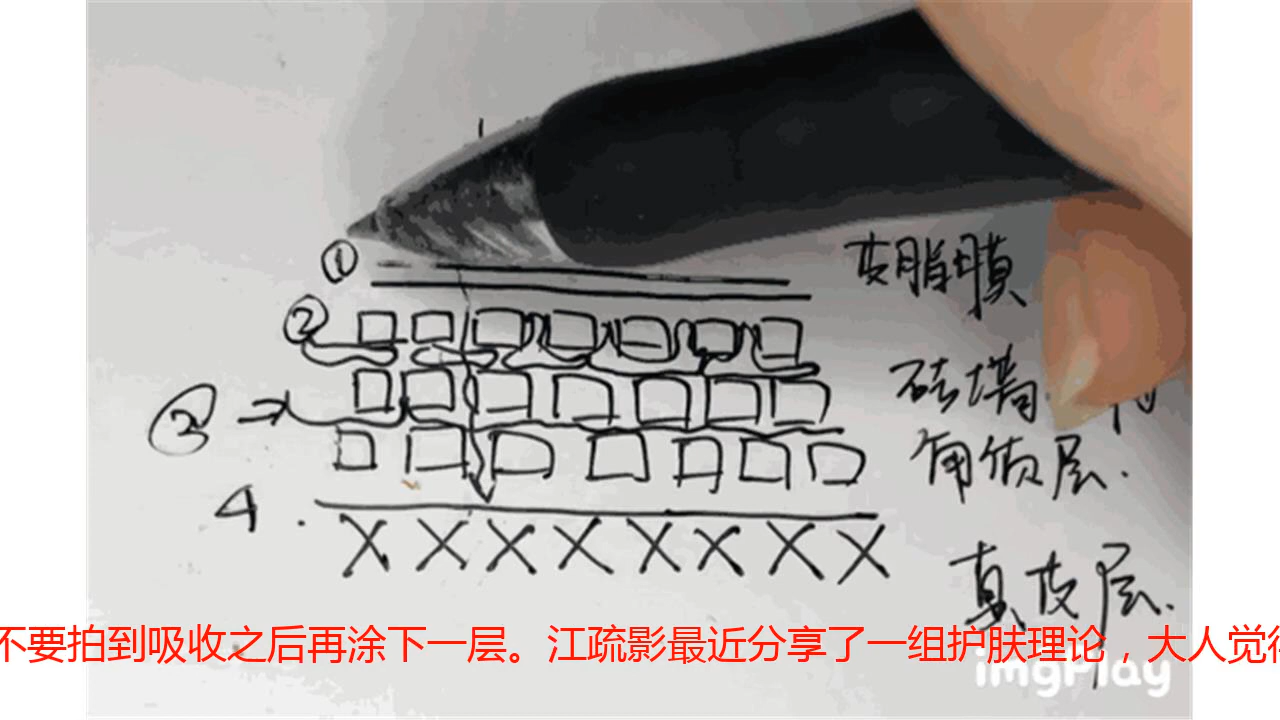 ①
皮脂膜
②
砖墙
③
角质层.
4.
真皮层.
不要拍到吸收之后再涂下一层。江疏影最近分享了一组护肤理论，大人觉得
imgPlay